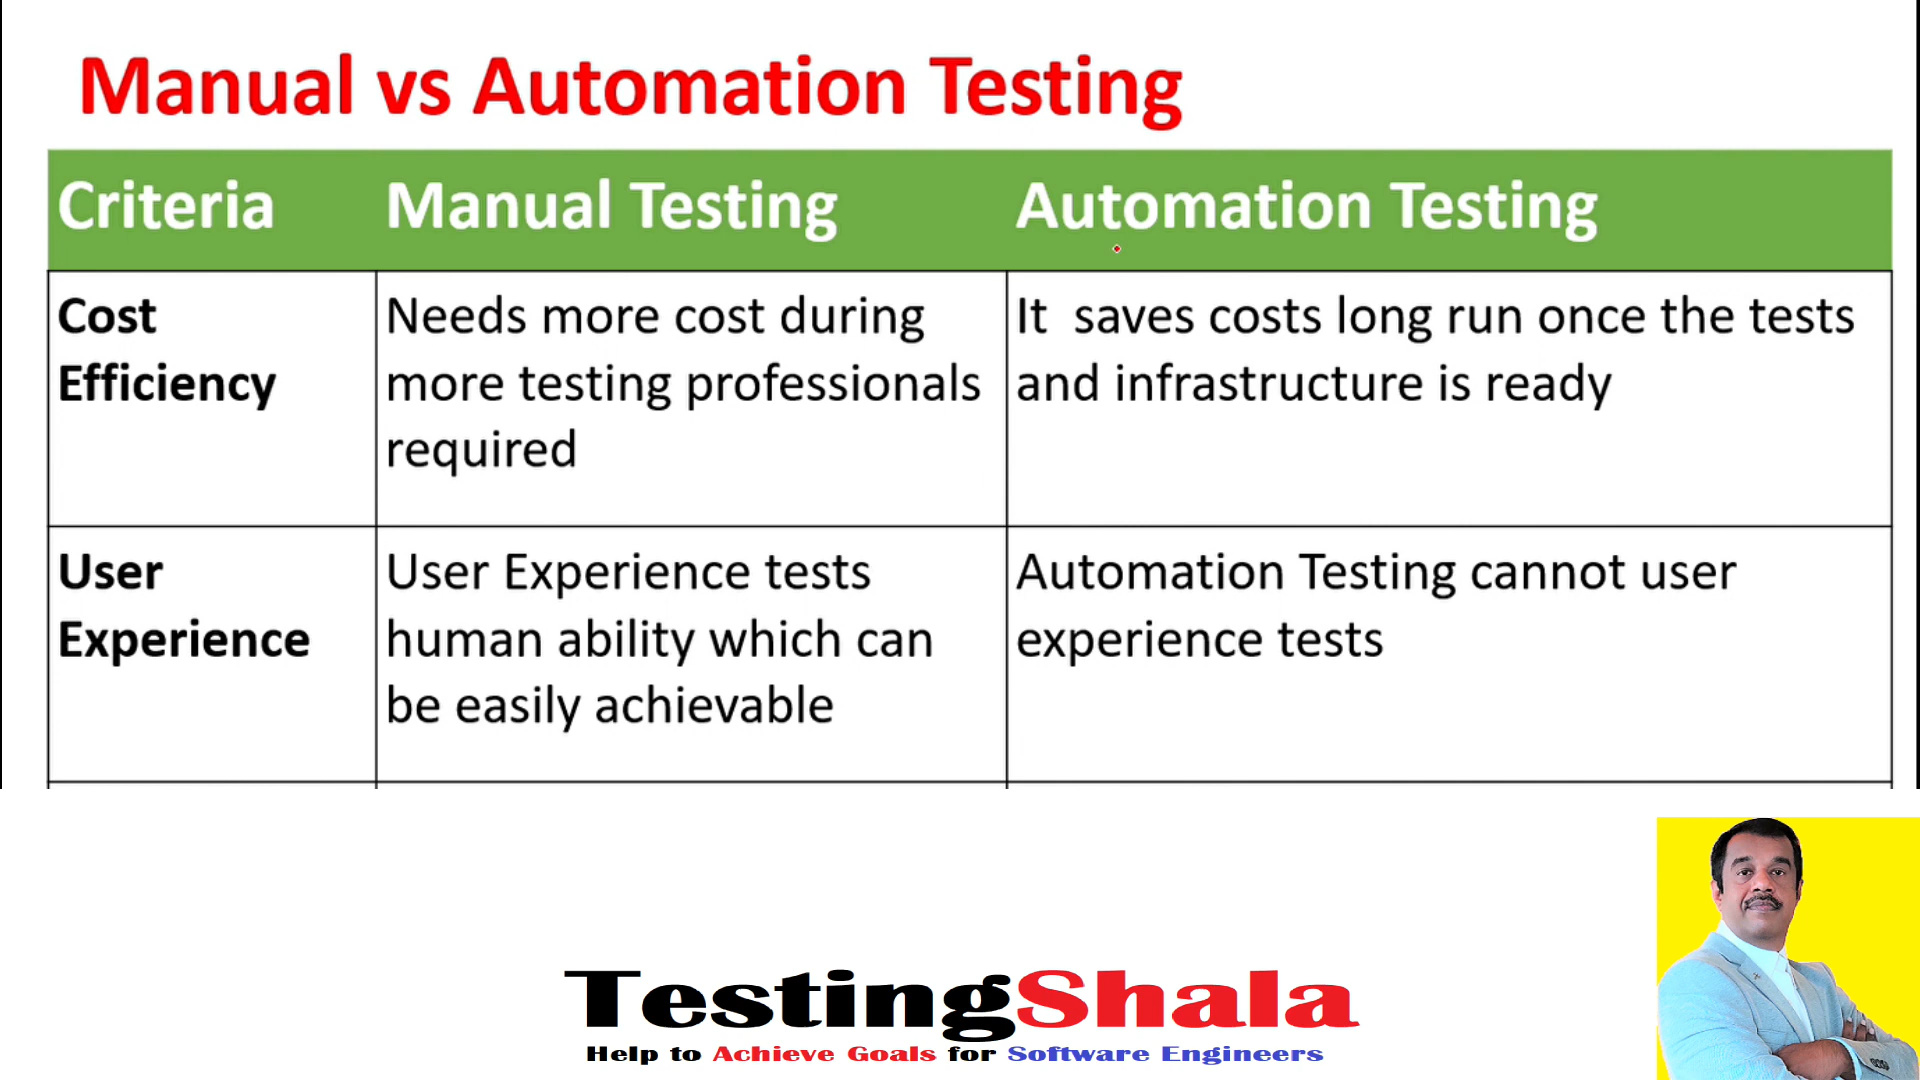 Manual vs Automation Testing
Criteria Manual Testing Automation Testing
Cost
Efficiency
Needs more cost during
more testing professionals
required
It saves costs long run once the tests
and infrastructure is ready
User
Experience
User Experience tests
human ability which can
be easily achievable
Automation Testing cannot user
experience tests
TestingShala
Help to Achieve Goals for Software Engineers